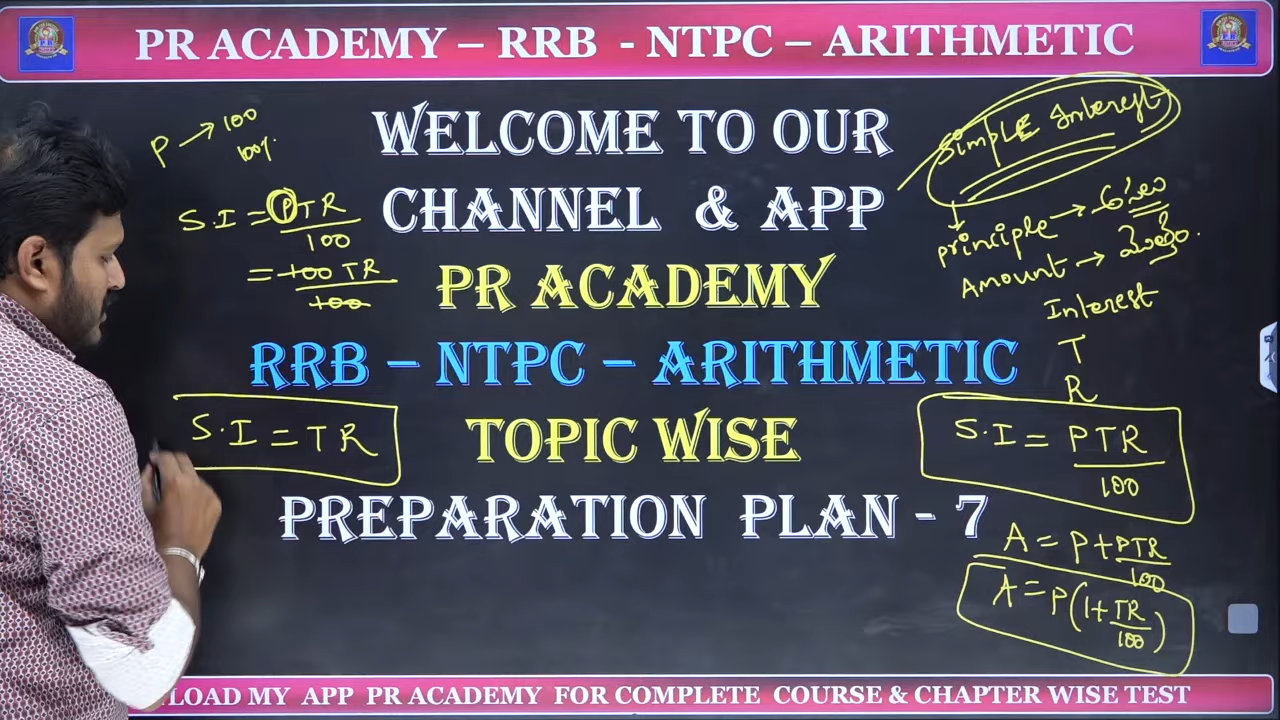 PR ACADEMY – RRB - NTPC – ARITHMETIC
WELCOME TO OUR
CHANNEL & APP
PR ACADEMY
RRB – NTPC – ARITHMETIC
TOPIC WISE
PREPARATION PLAN - 7
P → 100
100%.
S.I = PTR
100
= 100 TR
100
S.I = TR
Simple Interest
principle → అసలు
Amount → మొత్తం.
Interest
T
R
S.I = PTR
100
A = P + PTR
100
A = P(1 + TR
100)
LOAD MY APP PR ACADEMY FOR COMPLETE COURSE & CHAPTER WISE TEST